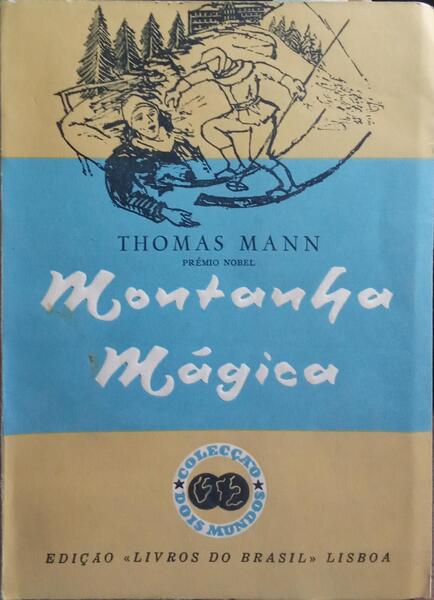 THOMAS MANN
PRÉMIO NOBEL
Montanha
Mágica
COLECÇÃO
DOIS MUNDOS
EDIÇÃO «LIVROS DO BRASIL» LISBOA